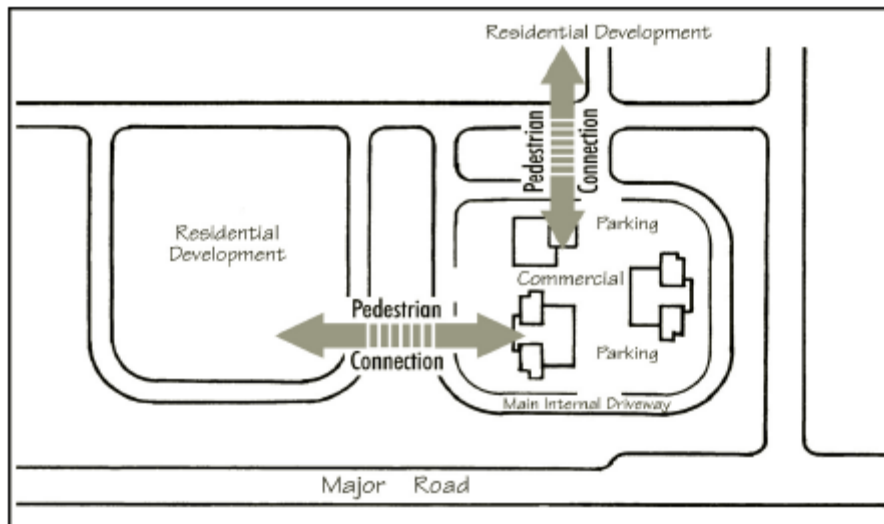 Residential Development
Pedestrian
Connection
Residential
Development
Parking
Commercial
Pedestrian
Connection
Parking
Main Internal Driveway
Major Road